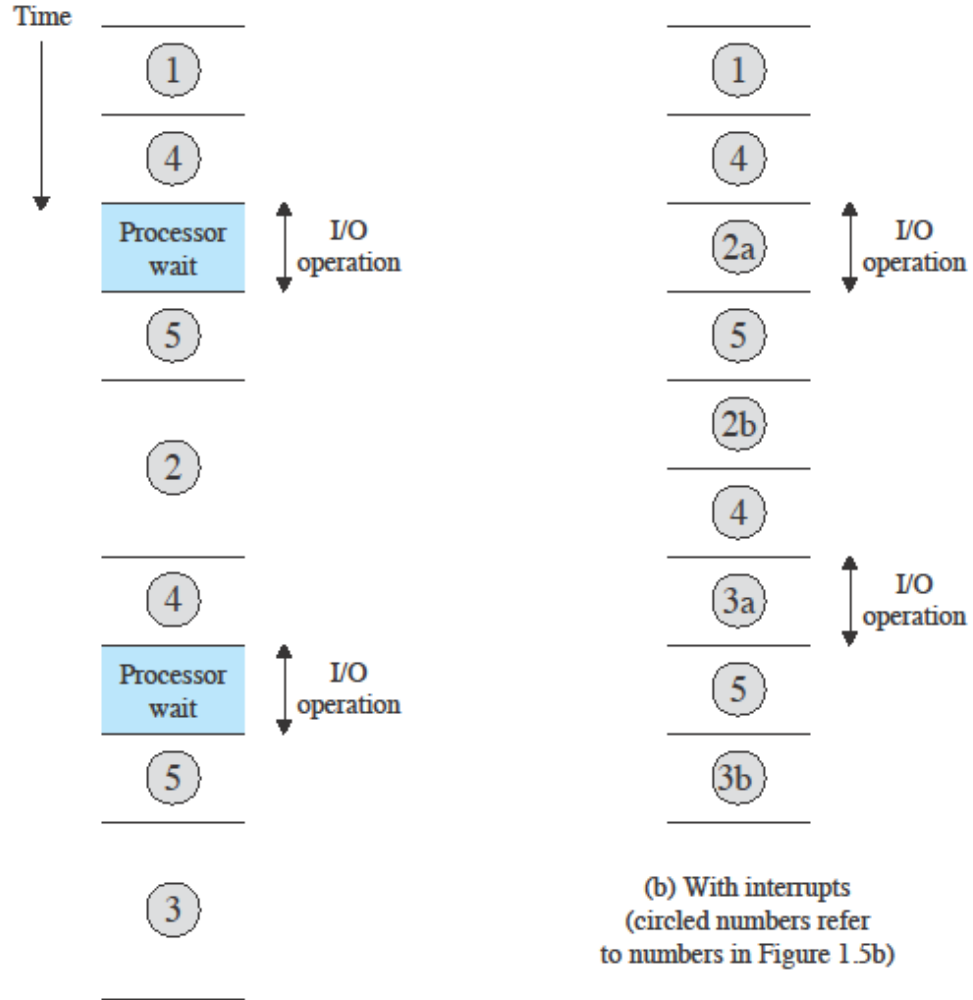 Time
1
4
Processor
wait
I/O
operation
5
2
4
Processor
wait
I/O
operation
5
3
1
4
2a
I/O
operation
5
2b
4
3a
I/O
operation
5
3b
(b) With interrupts
(circled numbers refer
to numbers in Figure 1.5b)